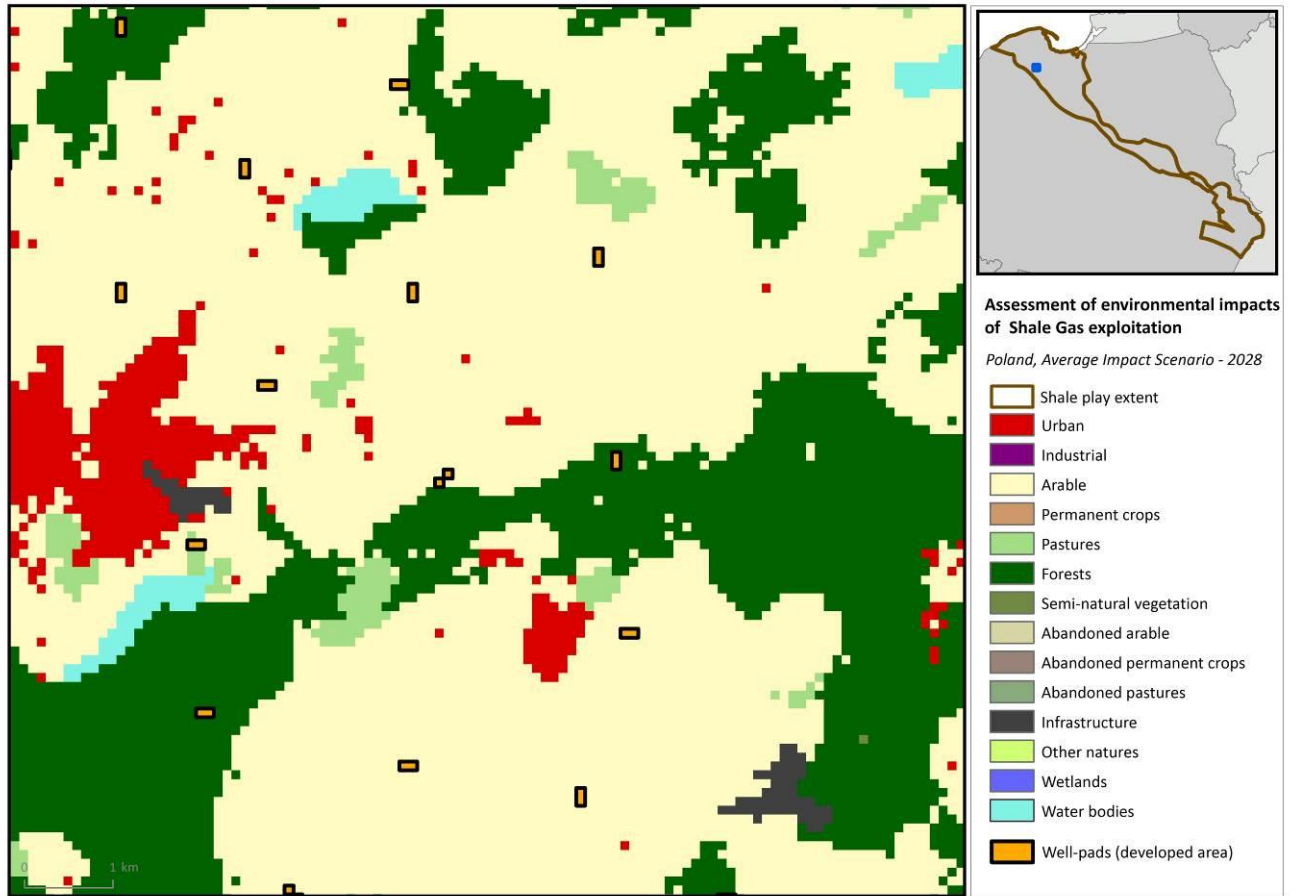 Assessment of environmental impacts
of Shale Gas exploitation
Poland, Average Impact Scenario - 2028
Shale play extent
Urban
Industrial
Arable
Permanent crops
Pastures
Forests
Semi-natural vegetation
Abandoned arable
Abandoned permanent crops
Abandoned pastures
Infrastructure
Other natures
Wetlands
Water bodies
Well-pads (developed area)
0 1 km